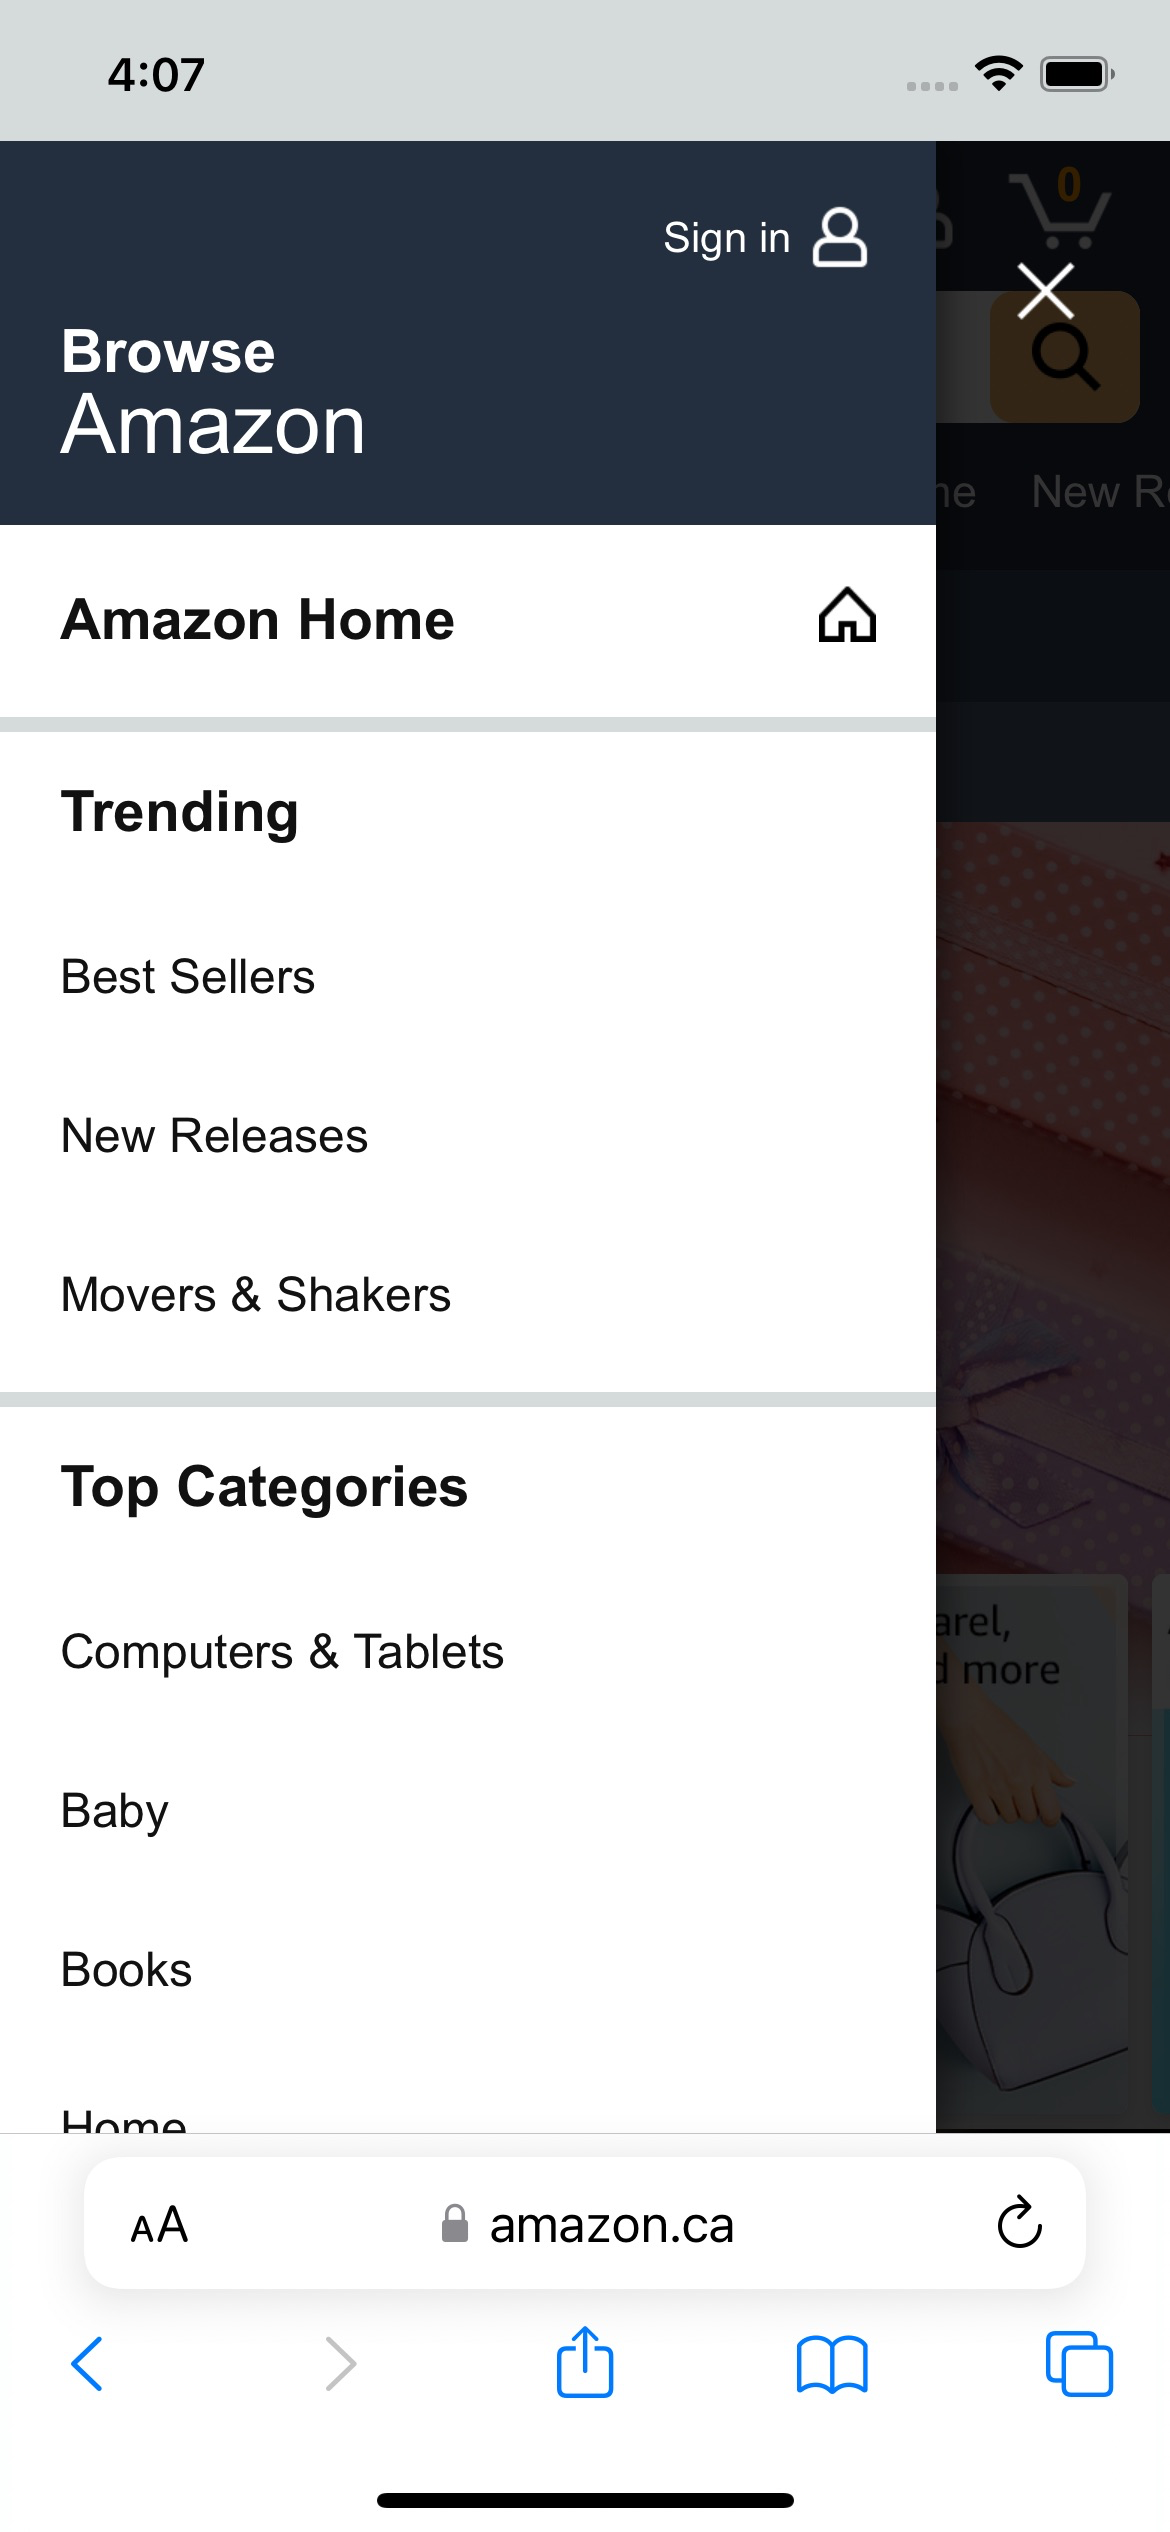 4:07
0
Sign in
Browse
Amazon
New R
Amazon Home
Trending
Best Sellers
New Releases
Movers & Shakers
Top Categories
arel,
d more
Computers & Tablets
Baby
Books
Home
AA
amazon.ca